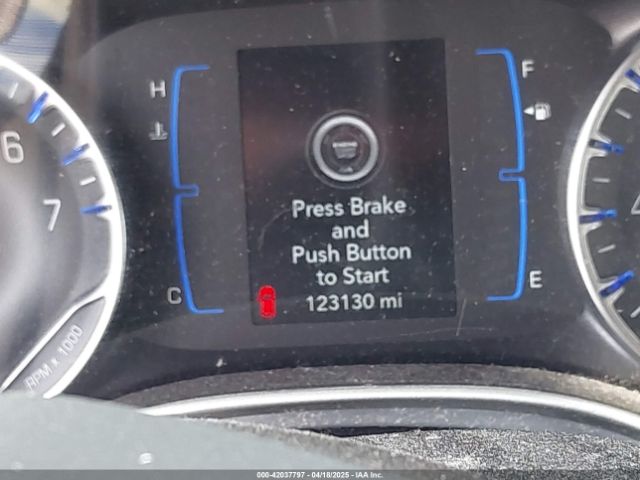 H
F
6
7
ENGINE
Press Brake
and
Push Button
to Start
C
E
123130 mi
RPM x 1000
000-42037797 - 04/18/2025 - IAA Inc.